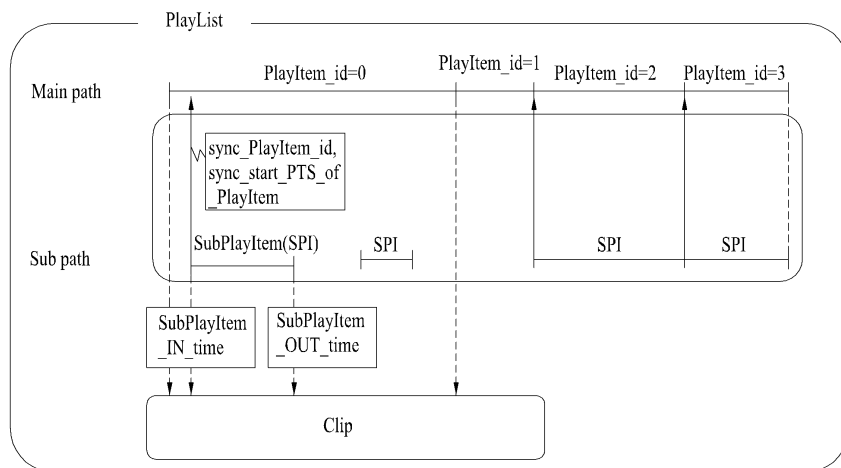 PlayList
PlayItem_id=0
PlayItem_id=1
PlayItem_id=2
PlayItem_id=3
Main path
sync_PlayItem_id,
sync_start_PTS_of
_PlayItem
SubPlayItem(SPI)
SPI
SPI
SPI
Sub path
SubPlayItem
_IN_time
SubPlayItem
_OUT_time
Clip